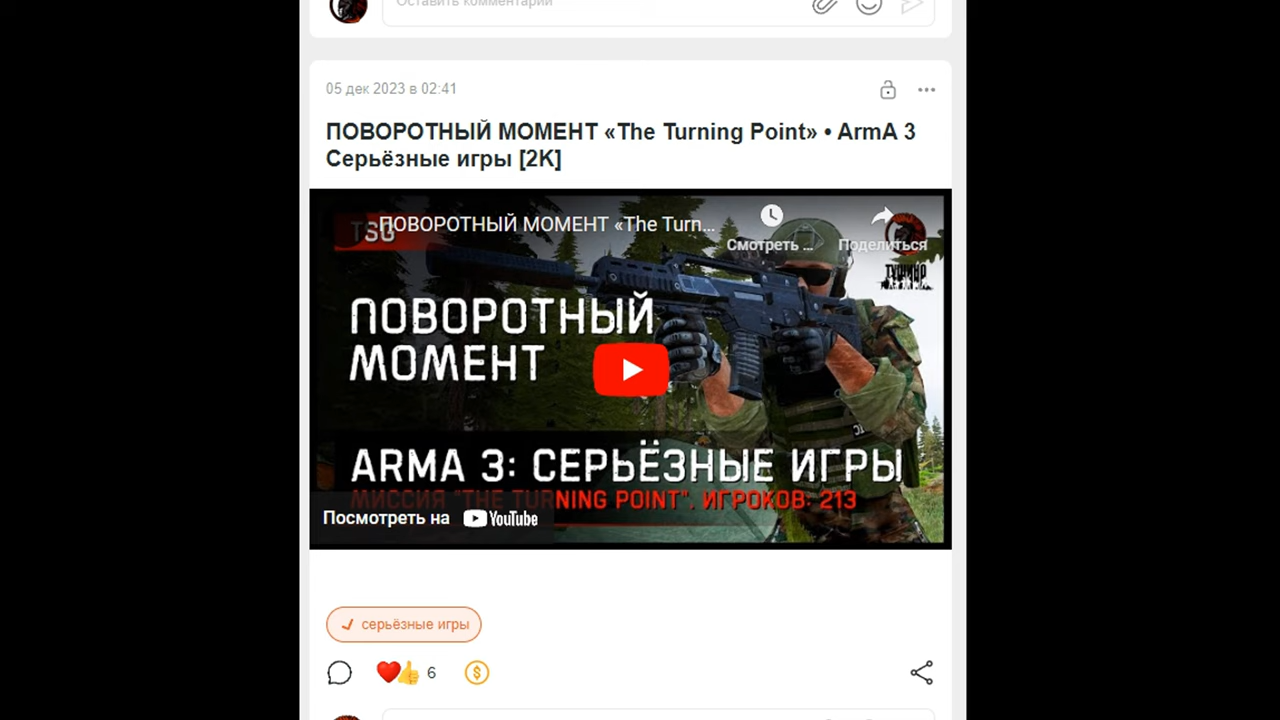 Оставить комментарий
05 дек 2023 в 02:41
ПОВОРОТНЫЙ МОМЕНТ «The Turning Point» • ArmA 3
Серьёзные игры [2K]
TSG
ПОВОРОТНЫЙ МОМЕНТ «The Turn...
Смотреть ...
Поделиться
ТУШИНО
ПОВОРОТНЫЙ
МОМЕНТ
ARMA 3: СЕРЬЁЗНЫЕ ИГРЫ
МИССИЯ "THE TURNING POINT". ИГРОКОВ: 213
Посмотреть на YouTube
серьёзные игры
6